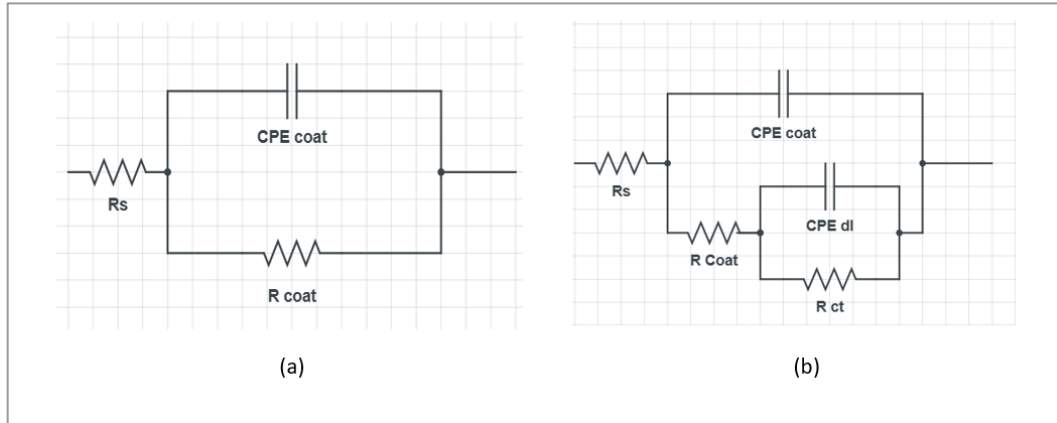 CPE coat
Rs
R coat
(a)
CPE coat
Rs
CPE dl
R Coat
R ct
(b)